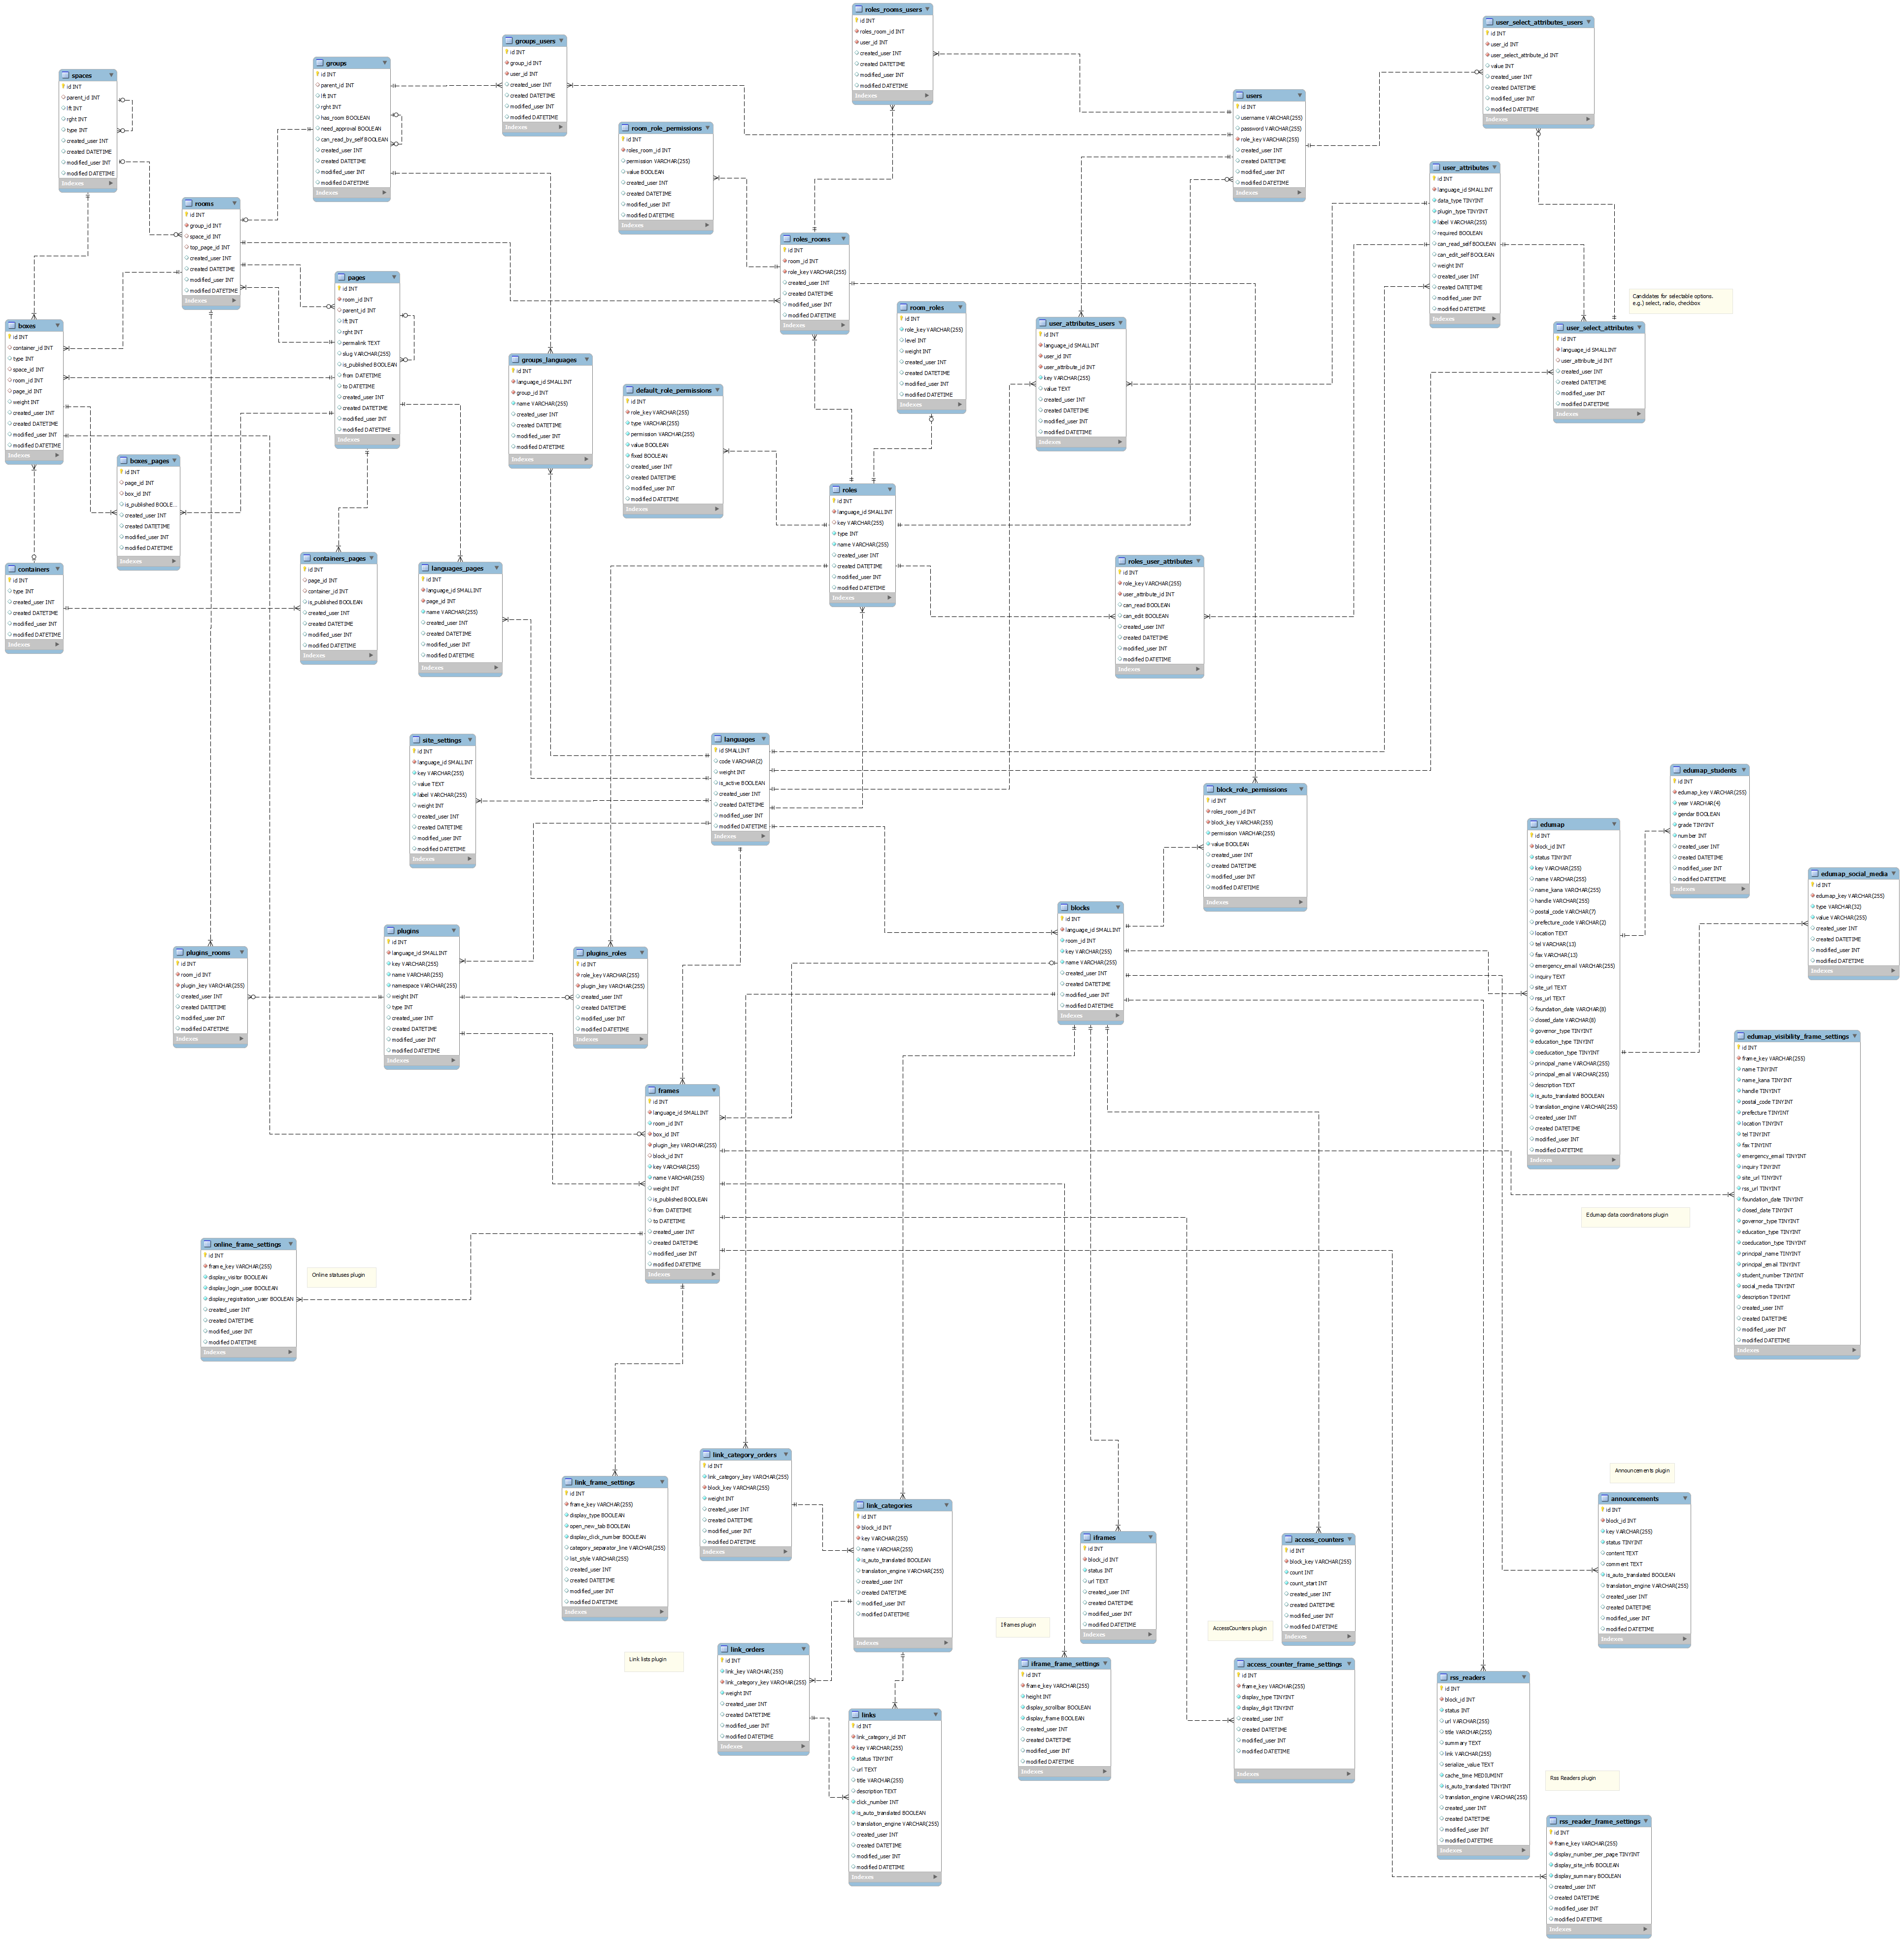 spaces
id INT
parent_id INT
lft INT
rght INT
type INT
created_user INT
created DATETIME
modified_user INT
modified DATETIME
Indexes
groups
id INT
parent_id INT
lft INT
rght INT
has_room BOOLEAN
need_approval BOOLEAN
can_read_by_self BOOLEAN
created_user INT
created DATETIME
modified_user INT
modified DATETIME
Indexes
groups_users
id INT
group_id INT
user_id INT
created_user INT
created DATETIME
modified_user INT
modified DATETIME
Indexes
roles_rooms_users
id INT
roles_room_id INT
user_id INT
created_user INT
created DATETIME
modified_user INT
modified DATETIME
Indexes
users
id INT
username VARCHAR(255)
password VARCHAR(255)
role_key VARCHAR(255)
created_user INT
created DATETIME
modified_user INT
modified DATETIME
Indexes
user_select_attributes_users
id INT
user_id INT
user_select_attribute_id INT
value INT
created_user INT
created DATETIME
modified_user INT
modified DATETIME
Indexes
room_role_permissions
id INT
roles_room_id INT
permission VARCHAR(255)
value BOOLEAN
created_user INT
created DATETIME
modified_user INT
modified DATETIME
Indexes
user_attributes
id INT
language_id SMALLINT
data_type TINYINT
plugin_type TINYINT
label VARCHAR(255)
required BOOLEAN
can_read_self BOOLEAN
can_edit_self BOOLEAN
weight INT
created_user INT
created DATETIME
modified_user INT
modified DATETIME
Indexes
rooms
id INT
group_id INT
space_id INT
top_page_id INT
created_user INT
created DATETIME
modified_user INT
modified DATETIME
Indexes
roles_rooms
id INT
room_id INT
role_key VARCHAR(255)
created_user INT
created DATETIME
modified_user INT
modified DATETIME
Indexes
pages
id INT
room_id INT
parent_id INT
lft INT
rght INT
permalink TEXT
slug VARCHAR(255)
is_published BOOLEAN
from DATETIME
to DATETIME
created_user INT
created DATETIME
modified_user INT
modified DATETIME
Indexes
Candidates for selectable options.
e.g.) select, radio, checkbox
room_roles
id INT
role_key VARCHAR(255)
level INT
weight INT
created_user INT
created DATETIME
modified_user INT
modified DATETIME
Indexes
user_attributes_users
id INT
language_id SMALLINT
user_id INT
user_attribute_id INT
key VARCHAR(255)
value TEXT
created_user INT
created DATETIME
modified_user INT
modified DATETIME
Indexes
user_select_attributes
id INT
language_id SMALLINT
user_attribute_id INT
created_user INT
created DATETIME
modified_user INT
modified DATETIME
Indexes
boxes
id INT
container_id INT
type INT
space_id INT
room_id INT
page_id INT
weight INT
created_user INT
created DATETIME
modified_user INT
modified DATETIME
Indexes
groups_languages
id INT
language_id SMALLINT
group_id INT
name VARCHAR(255)
created_user INT
created DATETIME
modified_user INT
modified DATETIME
Indexes
default_role_permissions
id INT
role_key VARCHAR(255)
type VARCHAR(255)
permission VARCHAR(255)
value BOOLEAN
fixed BOOLEAN
created_user INT
created DATETIME
modified_user INT
modified DATETIME
Indexes
boxes_pages
id INT
page_id INT
box_id INT
is_published BOOLE...
created_user INT
created DATETIME
modified_user INT
modified DATETIME
Indexes
roles
id INT
language_id SMALLINT
key VARCHAR(255)
type INT
name VARCHAR(255)
created_user INT
created DATETIME
modified_user INT
modified DATETIME
Indexes
containers
id INT
type INT
created_user INT
created DATETIME
modified_user INT
modified DATETIME
Indexes
containers_pages
id INT
page_id INT
container_id INT
is_published BOOLEAN
created_user INT
created DATETIME
modified_user INT
modified DATETIME
Indexes
languages_pages
id INT
language_id SMALLINT
page_id INT
name VARCHAR(255)
created_user INT
created DATETIME
modified_user INT
modified DATETIME
Indexes
roles_user_attributes
id INT
role_key VARCHAR(255)
user_attribute_id INT
can_read BOOLEAN
can_edit BOOLEAN
created_user INT
created DATETIME
modified_user INT
modified DATETIME
Indexes
site_settings
id INT
language_id SMALLINT
key VARCHAR(255)
value TEXT
label VARCHAR(255)
weight INT
created_user INT
created DATETIME
modified_user INT
modified DATETIME
Indexes
languages
id SMALLINT
code VARCHAR(2)
weight INT
is_active BOOLEAN
created_user INT
created DATETIME
modified_user INT
modified DATETIME
Indexes
block_role_permissions
id INT
roles_room_id INT
block_key VARCHAR(255)
permission VARCHAR(255)
value BOOLEAN
created_user INT
created DATETIME
modified_user INT
modified DATETIME
Indexes
edumap_students
id INT
edumap_key VARCHAR(255)
year VARCHAR(4)
gendar BOOLEAN
grade TINYINT
number INT
created_user INT
created DATETIME
modified_user INT
modified DATETIME
Indexes
edumap
id INT
block_id INT
status TINYINT
key VARCHAR(255)
name VARCHAR(255)
name_kana VARCHAR(255)
handle VARCHAR(255)
postal_code VARCHAR(7)
prefecture_code VARCHAR(2)
location TEXT
tel VARCHAR(13)
fax VARCHAR(13)
emergency_email VARCHAR(255)
inquiry TEXT
site_url TEXT
rss_url TEXT
foundation_date VARCHAR(8)
closed_date VARCHAR(8)
governor_type TINYINT
education_type TINYINT
coeducation_type TINYINT
principal_name VARCHAR(255)
principal_email VARCHAR(255)
description TEXT
is_auto_translated BOOLEAN
translation_engine VARCHAR(255)
created_user INT
created DATETIME
modified_user INT
modified DATETIME
Indexes
edumap_social_media
id INT
edumap_key VARCHAR(255)
type VARCHAR(32)
value VARCHAR(255)
created_user INT
created DATETIME
modified_user INT
modified DATETIME
Indexes
blocks
id INT
language_id SMALLINT
room_id INT
key VARCHAR(255)
name VARCHAR(255)
created_user INT
created DATETIME
modified_user INT
modified DATETIME
Indexes
plugins_rooms
id INT
room_id INT
plugin_key VARCHAR(255)
created_user INT
created DATETIME
modified_user INT
modified DATETIME
Indexes
plugins
id INT
language_id SMALLINT
key VARCHAR(255)
name VARCHAR(255)
namespace VARCHAR(255)
weight INT
type INT
created_user INT
created DATETIME
modified_user INT
modified DATETIME
Indexes
plugins_roles
id INT
role_key VARCHAR(255)
plugin_key VARCHAR(255)
created_user INT
created DATETIME
modified_user INT
modified DATETIME
Indexes
edumap_visibility_frame_settings
id INT
frame_key VARCHAR(255)
name TINYINT
name_kana TINYINT
handle TINYINT
postal_code TINYINT
prefecture TINYINT
location TINYINT
tel TINYINT
fax TINYINT
emergency_email TINYINT
inquiry TINYINT
site_url TINYINT
rss_url TINYINT
foundation_date TINYINT
closed_date TINYINT
governor_type TINYINT
education_type TINYINT
coeducation_type TINYINT
principal_name TINYINT
principal_email TINYINT
student_number TINYINT
social_media TINYINT
description TINYINT
created_user INT
created DATETIME
modified_user INT
modified DATETIME
Indexes
frames
id INT
language_id SMALLINT
room_id INT
box_id INT
plugin_key VARCHAR(255)
block_id INT
key VARCHAR(255)
name VARCHAR(255)
weight INT
is_published BOOLEAN
from DATETIME
to DATETIME
created_user INT
created DATETIME
modified_user INT
modified DATETIME
Indexes
Edumap data coordinations plugin
online_frame_settings
id INT
frame_key VARCHAR(255)
display_visitor BOOLEAN
display_login_user BOOLEAN
display_registration_user BOOLEAN
created_user INT
created DATETIME
modified_user INT
modified DATETIME
Indexes
Online statuses plugin
link_category_orders
id INT
link_category_key VARCHAR(255)
block_key VARCHAR(255)
weight INT
created_user INT
created DATETIME
modified_user INT
modified DATETIME
Indexes
link_frame_settings
id INT
frame_key VARCHAR(255)
display_type BOOLEAN
open_new_tab BOOLEAN
display_click_number BOOLEAN
category_separator_line VARCHAR(255)
list_style VARCHAR(255)
created_user INT
created DATETIME
modified_user INT
modified DATETIME
Indexes
link_categories
id INT
block_id INT
key VARCHAR(255)
name VARCHAR(255)
is_auto_translated BOOLEAN
translation_engine VARCHAR(255)
created_user INT
created DATETIME
modified_user INT
modified DATETIME
Indexes
Announcements plugin
announcements
id INT
block_id INT
key VARCHAR(255)
status TINYINT
content TEXT
comment TEXT
is_auto_translated BOOLEAN
translation_engine VARCHAR(255)
created_user INT
created DATETIME
modified_user INT
modified DATETIME
Indexes
iframes
id INT
block_id INT
status INT
url TEXT
created_user INT
created DATETIME
modified_user INT
modified DATETIME
Indexes
access_counters
id INT
block_key VARCHAR(255)
count INT
count_start INT
created_user INT
created DATETIME
modified_user INT
modified DATETIME
Indexes
Iframes plugin
AccessCounters plugin
Link lists plugin
link_orders
id INT
link_key VARCHAR(255)
link_category_key VARCHAR(255)
weight INT
created_user INT
created DATETIME
modified_user INT
modified DATETIME
Indexes
iframe_frame_settings
id INT
frame_key VARCHAR(255)
height INT
display_scrollbar BOOLEAN
display_frame BOOLEAN
created_user INT
created DATETIME
modified_user INT
modified DATETIME
Indexes
access_counter_frame_settings
id INT
frame_key VARCHAR(255)
display_type TINYINT
display_digit TINYINT
created_user INT
created DATETIME
modified_user INT
modified DATETIME
Indexes
rss_readers
id INT
block_id INT
status INT
url VARCHAR(255)
title VARCHAR(255)
summary TEXT
link VARCHAR(255)
serialize_value TEXT
cache_time MEDIUMINT
is_auto_translated TINYINT
translation_engine VARCHAR(255)
created_user INT
created DATETIME
modified_user INT
modified DATETIME
Indexes
links
id INT
link_category_id INT
key VARCHAR(255)
status TINYINT
url TEXT
title VARCHAR(255)
description TEXT
click_number INT
is_auto_translated BOOLEAN
translation_engine VARCHAR(255)
created_user INT
created DATETIME
modified_user INT
modified DATETIME
Indexes
Rss Readers plugin
rss_reader_frame_settings
id INT
frame_key VARCHAR(255)
display_number_per_page TINYINT
display_site_info BOOLEAN
display_summary BOOLEAN
created_user INT
created DATETIME
modified_user INT
modified DATETIME
Indexes